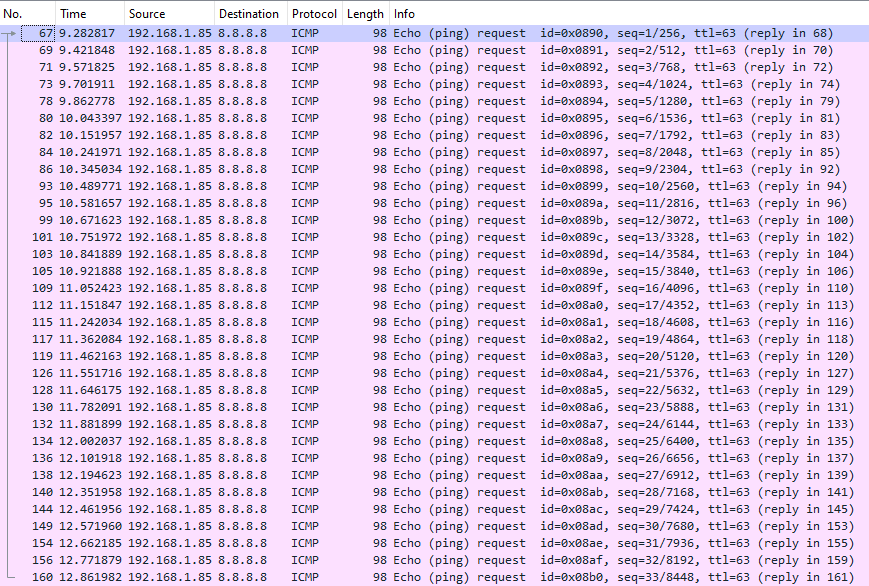 No. Time Source Destination Protocol Length Info
67 9.282817 192.168.1.85 8.8.8.8 ICMP 98 Echo (ping) request id=0x0890, seq=1/256, ttl=63 (reply in 68)
69 9.421848 192.168.1.85 8.8.8.8 ICMP 98 Echo (ping) request id=0x0891, seq=2/512, ttl=63 (reply in 70)
71 9.571825 192.168.1.85 8.8.8.8 ICMP 98 Echo (ping) request id=0x0892, seq=3/768, ttl=63 (reply in 72)
73 9.701911 192.168.1.85 8.8.8.8 ICMP 98 Echo (ping) request id=0x0893, seq=4/1024, ttl=63 (reply in 74)
78 9.862778 192.168.1.85 8.8.8.8 ICMP 98 Echo (ping) request id=0x0894, seq=5/1280, ttl=63 (reply in 79)
80 10.043397 192.168.1.85 8.8.8.8 ICMP 98 Echo (ping) request id=0x0895, seq=6/1536, ttl=63 (reply in 81)
82 10.151957 192.168.1.85 8.8.8.8 ICMP 98 Echo (ping) request id=0x0896, seq=7/1792, ttl=63 (reply in 83)
84 10.241971 192.168.1.85 8.8.8.8 ICMP 98 Echo (ping) request id=0x0897, seq=8/2048, ttl=63 (reply in 85)
86 10.345034 192.168.1.85 8.8.8.8 ICMP 98 Echo (ping) request id=0x0898, seq=9/2304, ttl=63 (reply in 92)
93 10.489771 192.168.1.85 8.8.8.8 ICMP 98 Echo (ping) request id=0x0899, seq=10/2560, ttl=63 (reply in 94)
95 10.581657 192.168.1.85 8.8.8.8 ICMP 98 Echo (ping) request id=0x089a, seq=11/2816, ttl=63 (reply in 96)
99 10.671623 192.168.1.85 8.8.8.8 ICMP 98 Echo (ping) request id=0x089b, seq=12/3072, ttl=63 (reply in 100)
101 10.751972 192.168.1.85 8.8.8.8 ICMP 98 Echo (ping) request id=0x089c, seq=13/3328, ttl=63 (reply in 102)
103 10.841889 192.168.1.85 8.8.8.8 ICMP 98 Echo (ping) request id=0x089d, seq=14/3584, ttl=63 (reply in 104)
105 10.921888 192.168.1.85 8.8.8.8 ICMP 98 Echo (ping) request id=0x089e, seq=15/3840, ttl=63 (reply in 106)
109 11.052423 192.168.1.85 8.8.8.8 ICMP 98 Echo (ping) request id=0x089f, seq=16/4096, ttl=63 (reply in 110)
112 11.151847 192.168.1.85 8.8.8.8 ICMP 98 Echo (ping) request id=0x08a0, seq=17/4352, ttl=63 (reply in 113)
115 11.242034 192.168.1.85 8.8.8.8 ICMP 98 Echo (ping) request id=0x08a1, seq=18/4608, ttl=63 (reply in 116)
117 11.362084 192.168.1.85 8.8.8.8 ICMP 98 Echo (ping) request id=0x08a2, seq=19/4864, ttl=63 (reply in 118)
119 11.462163 192.168.1.85 8.8.8.8 ICMP 98 Echo (ping) request id=0x08a3, seq=20/5120, ttl=63 (reply in 120)
126 11.551716 192.168.1.85 8.8.8.8 ICMP 98 Echo (ping) request id=0x08a4, seq=21/5376, ttl=63 (reply in 127)
128 11.646175 192.168.1.85 8.8.8.8 ICMP 98 Echo (ping) request id=0x08a5, seq=22/5632, ttl=63 (reply in 129)
130 11.782091 192.168.1.85 8.8.8.8 ICMP 98 Echo (ping) request id=0x08a6, seq=23/5888, ttl=63 (reply in 131)
132 11.881899 192.168.1.85 8.8.8.8 ICMP 98 Echo (ping) request id=0x08a7, seq=24/6144, ttl=63 (reply in 133)
134 12.002037 192.168.1.85 8.8.8.8 ICMP 98 Echo (ping) request id=0x08a8, seq=25/6400, ttl=63 (reply in 135)
136 12.101918 192.168.1.85 8.8.8.8 ICMP 98 Echo (ping) request id=0x08a9, seq=26/6656, ttl=63 (reply in 137)
138 12.194623 192.168.1.85 8.8.8.8 ICMP 98 Echo (ping) request id=0x08aa, seq=27/6912, ttl=63 (reply in 139)
140 12.351958 192.168.1.85 8.8.8.8 ICMP 98 Echo (ping) request id=0x08ab, seq=28/7168, ttl=63 (reply in 141)
144 12.461956 192.168.1.85 8.8.8.8 ICMP 98 Echo (ping) request id=0x08ac, seq=29/7424, ttl=63 (reply in 145)
149 12.571960 192.168.1.85 8.8.8.8 ICMP 98 Echo (ping) request id=0x08ad, seq=30/7680, ttl=63 (reply in 153)
154 12.662185 192.168.1.85 8.8.8.8 ICMP 98 Echo (ping) request id=0x08ae, seq=31/7936, ttl=63 (reply in 155)
156 12.771879 192.168.1.85 8.8.8.8 ICMP 98 Echo (ping) request id=0x08af, seq=32/8192, ttl=63 (reply in 159)
160 12.861982 192.168.1.85 8.8.8.8 ICMP 98 Echo (ping) request id=0x08b0, seq=33/8448, ttl=63 (reply in 161)